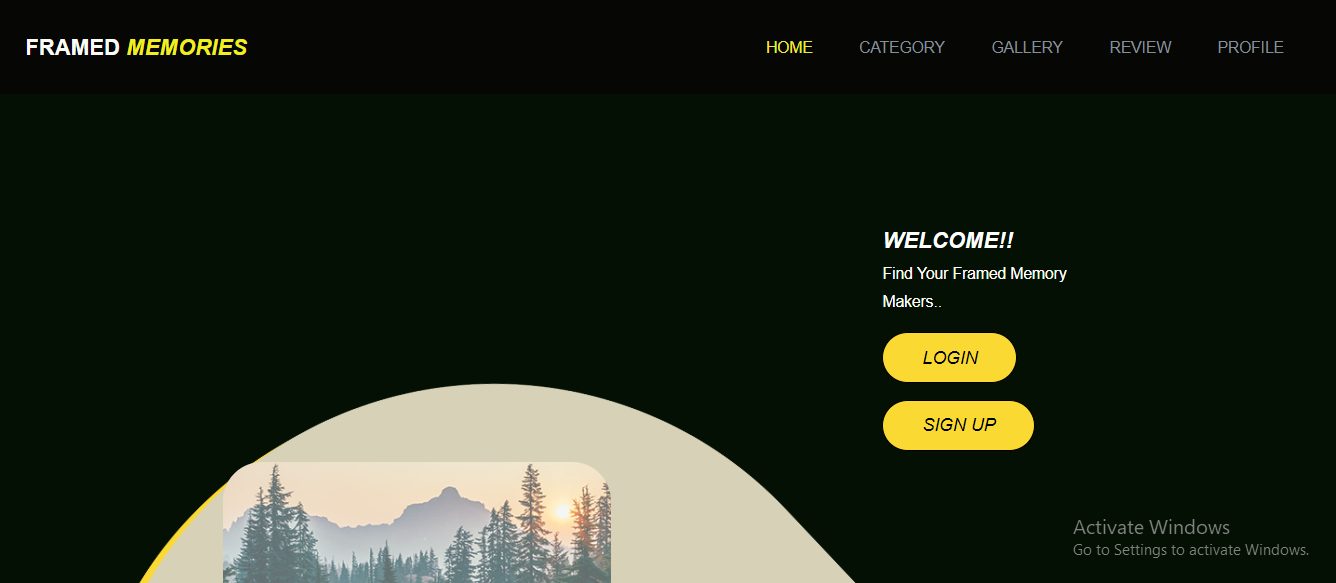 FRAMED MEMORIES
HOME CATEGORY GALLERY REVIEW PROFILE
WELCOME!!
Find Your Framed Memory
Makers..
LOGIN
SIGN UP
Activate Windows
Go to Settings to activate Windows.